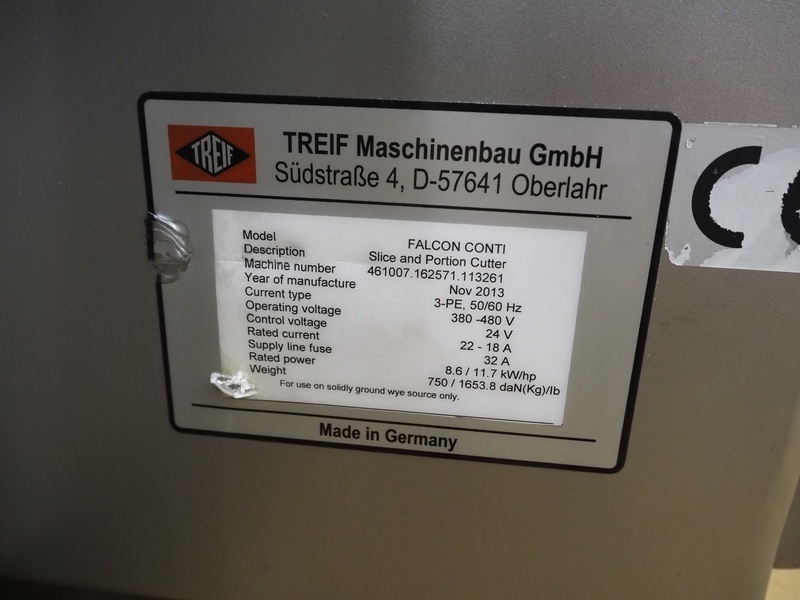 TREIF
TREIF Maschinenbau GmbH
Südstraße 4, D-57641 Oberlahr
CE
Model FALCON CONTI
Description Slice and Portion Cutter
Machine number 461007.162571.113261
Year of manufacture Nov 2013
Current type 3-PE, 50/60 Hz
Operating voltage 380 -480 V
Control voltage 24 V
Rated current 22 - 18 A
Supply line fuse 32 A
Rated power 8.6 / 11.7 kW/hp
Weight 750 / 1653.8 daN(Kg)/lb
For use on solidly ground wye source only.
Made in Germany